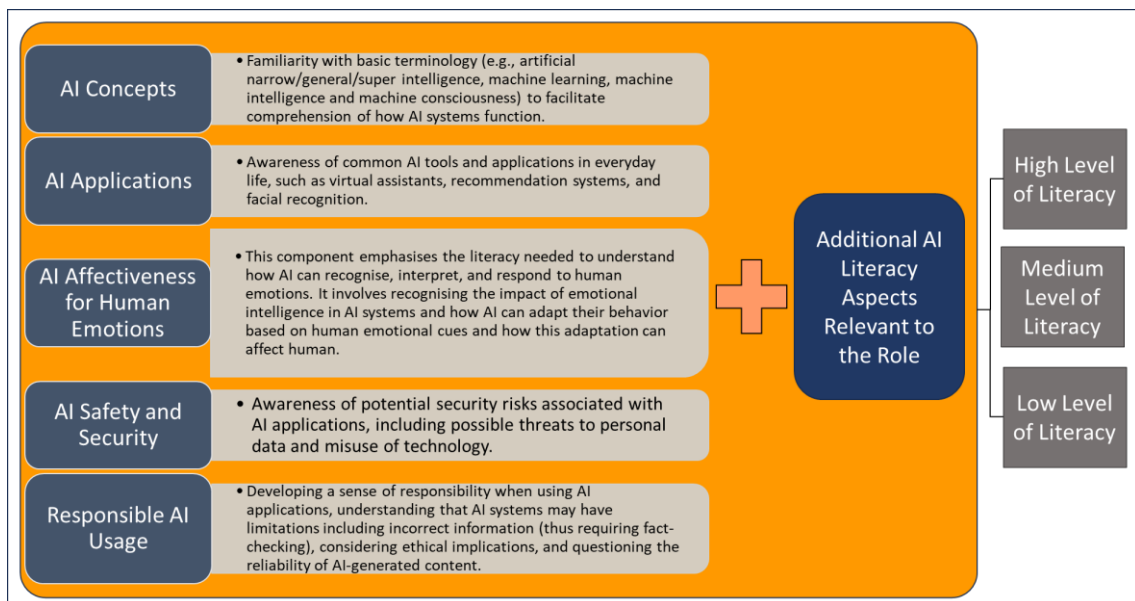 AI Concepts
• Familiarity with basic terminology (e.g., artificial
narrow/general/super intelligence, machine learning, machine
intelligence and machine consciousness) to facilitate
comprehension of how AI systems function.
AI Applications
• Awareness of common AI tools and applications in everyday
life, such as virtual assistants, recommendation systems, and
facial recognition.
AI Affectiveness
for Human
Emotions
• This component emphasises the literacy needed to understand
how AI can recognise, interpret, and respond to human
emotions. It involves recognising the impact of emotional
intelligence in AI systems and how AI can adapt their behavior
based on human emotional cues and how this adaptation can
affect human.
AI Safety and
Security
• Awareness of potential security risks associated with
AI applications, including possible threats to personal
data and misuse of technology.
Responsible AI
Usage
• Developing a sense of responsibility when using AI
applications, understanding that AI systems may have
limitations including incorrect information (thus requiring fact-
checking), considering ethical implications, and questioning the
reliability of AI-generated content.
Additional AI
Literacy
Aspects
Relevant to
the Role
High Level
of Literacy
Medium
Level of
Literacy
Low Level
of Literacy